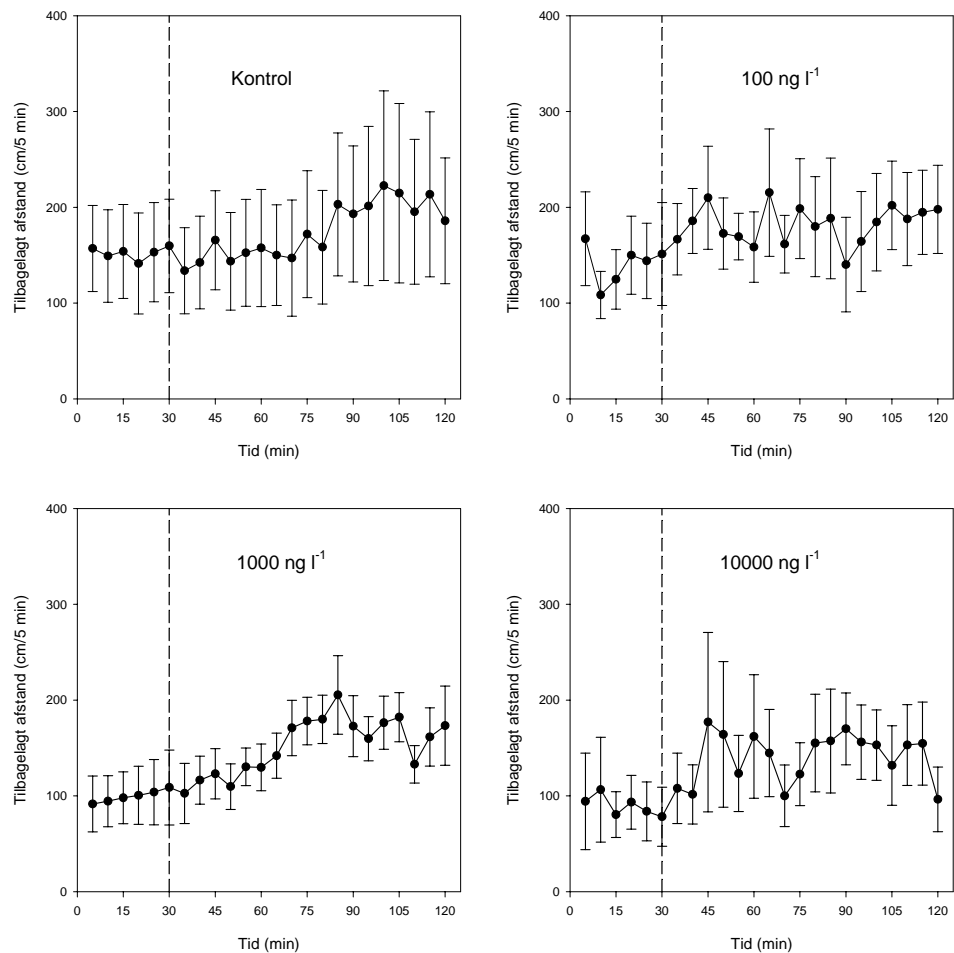 Kontrol
Tilbagelagt afstand (cm/5 min)
400
300
200
100
0
0 15 30 45 60 75 90 105 120
Tid (min)
100 ng l⁻¹
Tilbagelagt afstand (cm/5 min)
400
300
200
100
0
0 15 30 45 60 75 90 105 120
Tid (min)
1000 ng l⁻¹
Tilbagelagt afstand (cm/5 min)
400
300
200
100
0
0 15 30 45 60 75 90 105 120
Tid (min)
10000 ng l⁻¹
Tilbagelagt afstand (cm/5 min)
400
300
200
100
0
0 15 30 45 60 75 90 105 120
Tid (min)